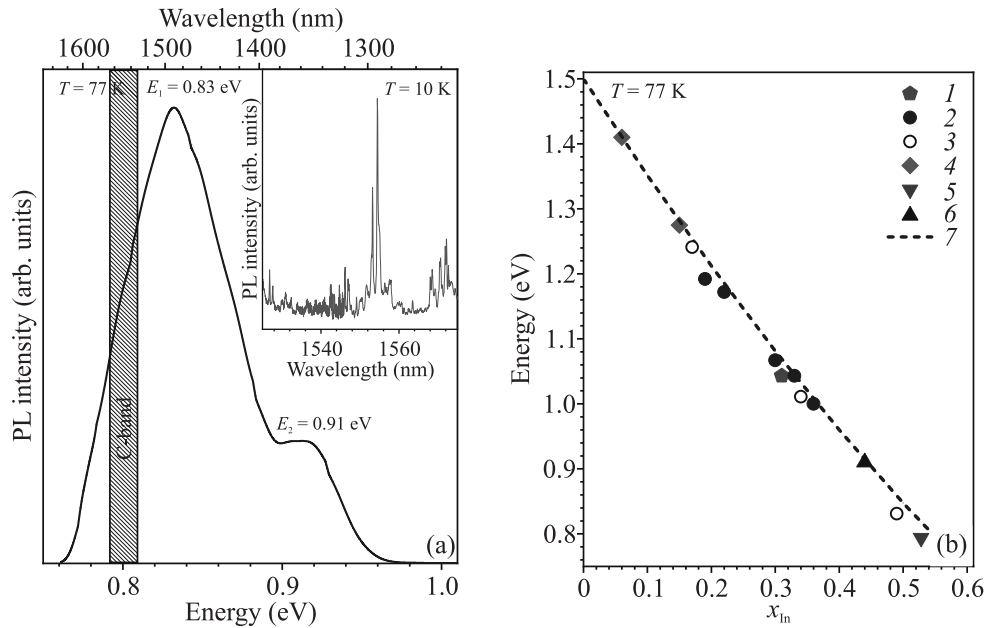 Wavelength (nm)
1600 1500 1400 1300
T = 77 K
E1 = 0.83 eV
T = 10 K
PL intensity (arb. units)
1540 1560
Wavelength (nm)
E2 = 0.91 eV
C-band
PL intensity (arb. units)
(a)
0.8 0.9 1.0
Energy (eV)
T = 77 K
1
2
3
4
5
6
7
1.5
1.4
1.3
1.2
1.1
1.0
0.9
0.8
Energy (eV)
(b)
0 0.1 0.2 0.3 0.4 0.5 0.6
xIn